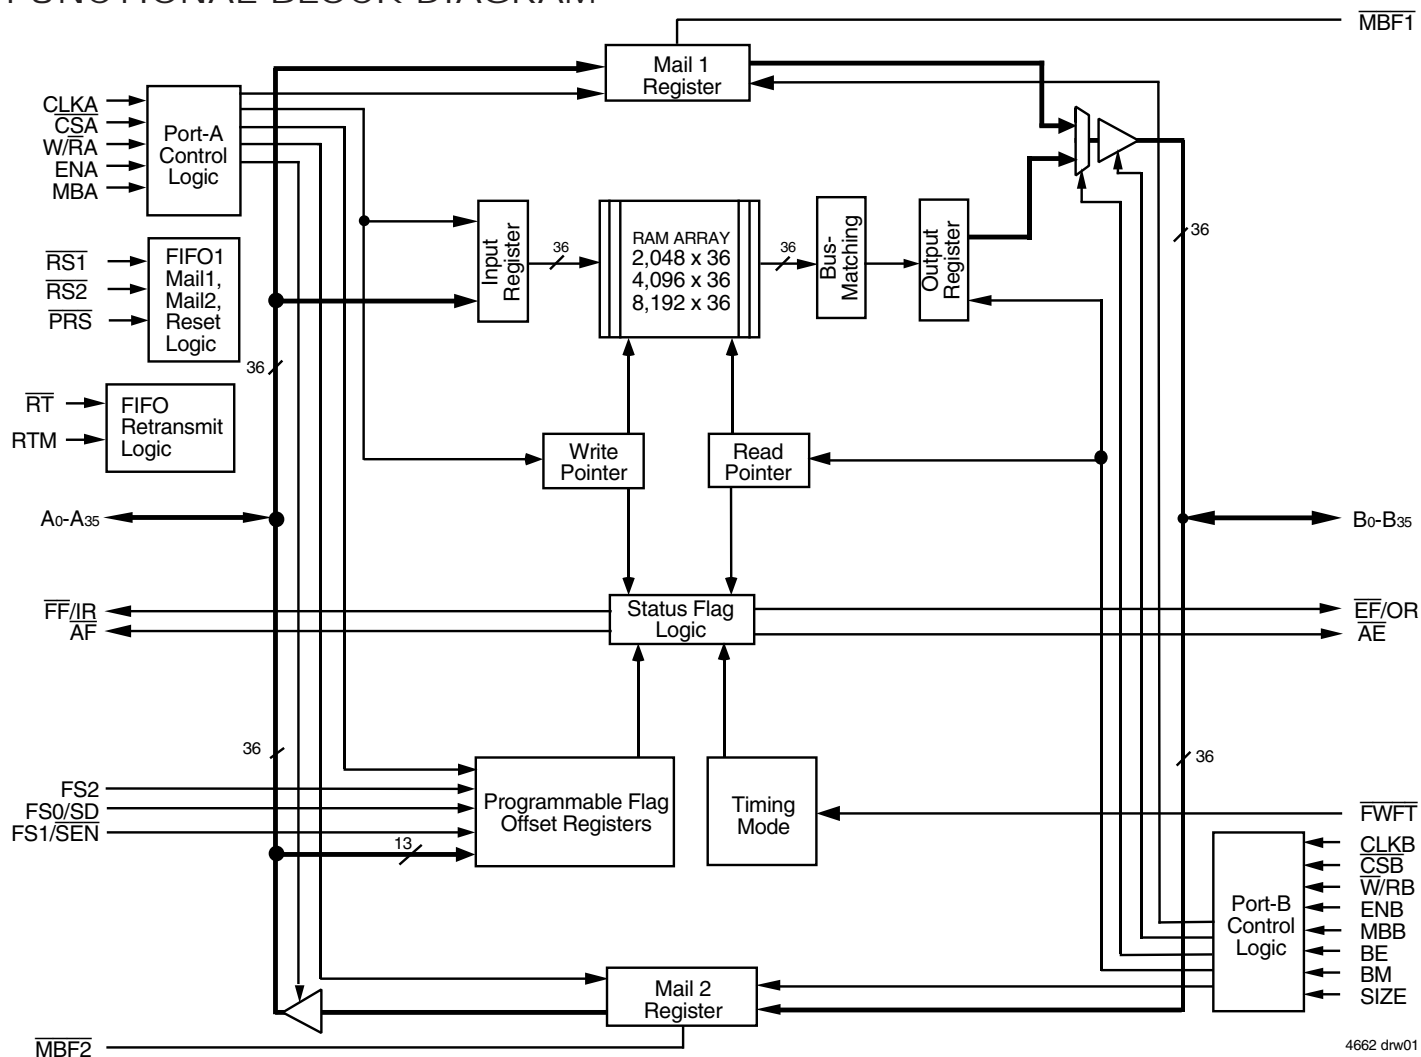 FUNCTIONAL BLOCK DIAGRAM
MBF1
Mail 1
Register
CLKA
CSA
W/RA
ENA
MBA
Port-A
Control
Logic
RS1
RS2
PRS
FIFO1
Mail1,
Mail2,
Reset
Logic
36
RT
RTM
FIFO
Retransmit
Logic
Input
Register
36
RAM ARRAY
2,048 x 36
4,096 x 36
8,192 x 36
36
Bus-
Matching
Output
Register
36
Write
Pointer
Read
Pointer
A0-A35
B0-B35
FF/IR
AF
Status Flag
Logic
EF/OR
AE
36
36
FS2
FS0/SD
FS1/SEN
13
Programmable Flag
Offset Registers
Timing
Mode
FWFT
CLKB
CSB
W/RB
ENB
MBB
BE
BM
SIZE
Port-B
Control
Logic
Mail 2
Register
MBF2
4662 drw01